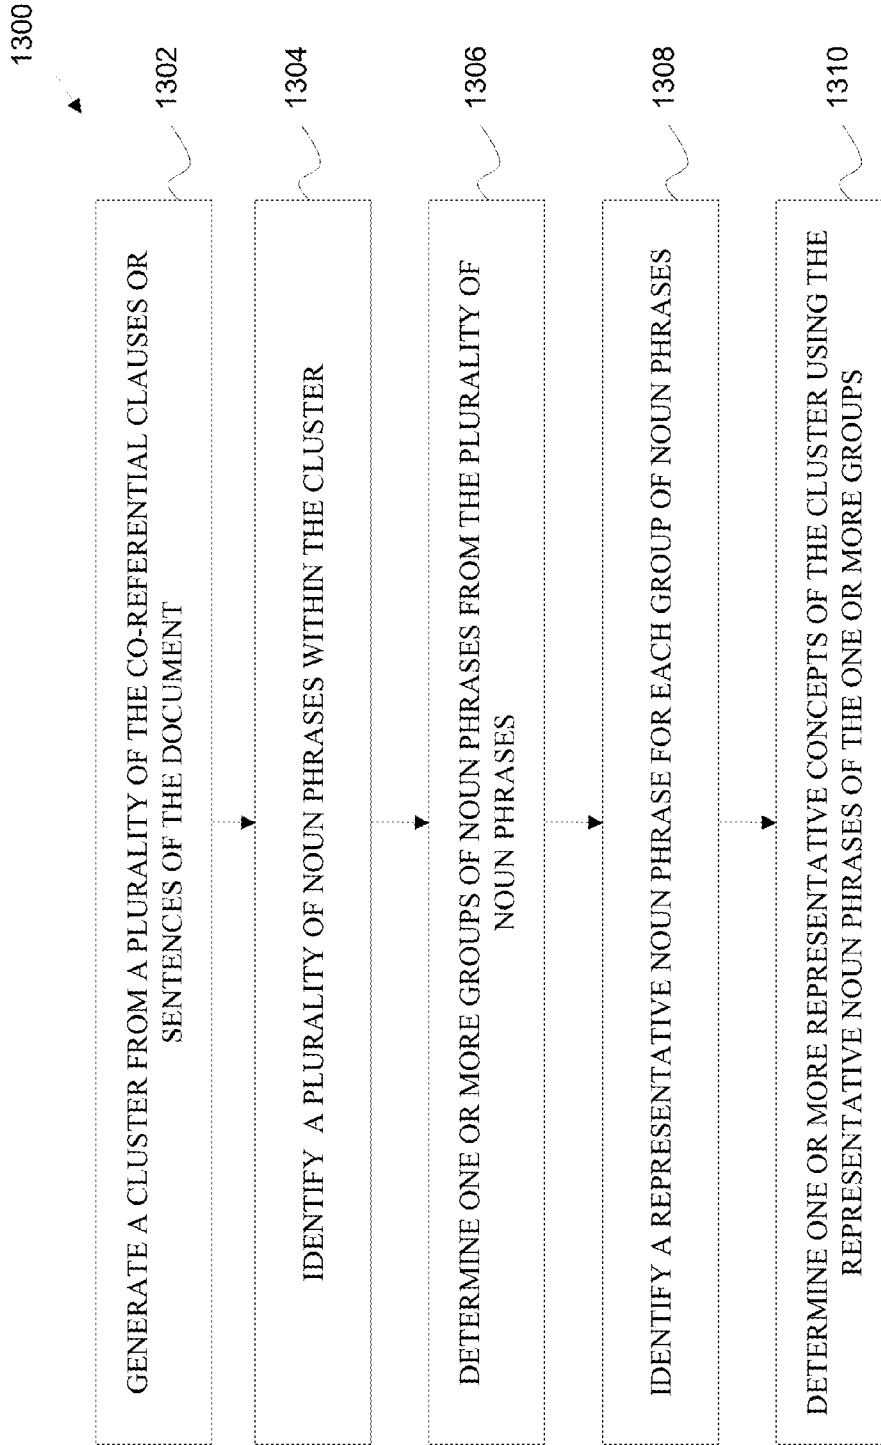 1300
1302
GENERATE A CLUSTER FROM A PLURALITY OF THE CO-REFERENTIAL CLAUSES OR
SENTENCES OF THE DOCUMENT
1304
IDENTIFY A PLURALITY OF NOUN PHRASES WITHIN THE CLUSTER
1306
DETERMINE ONE OR MORE GROUPS OF NOUN PHRASES FROM THE PLURALITY OF
NOUN PHRASES
1308
IDENTIFY A REPRESENTATIVE NOUN PHRASE FOR EACH GROUP OF NOUN PHRASES
1310
DETERMINE ONE OR MORE REPRESENTATIVE CONCEPTS OF THE CLUSTER USING THE
REPRESENTATIVE NOUN PHRASES OF THE ONE OR MORE GROUPS